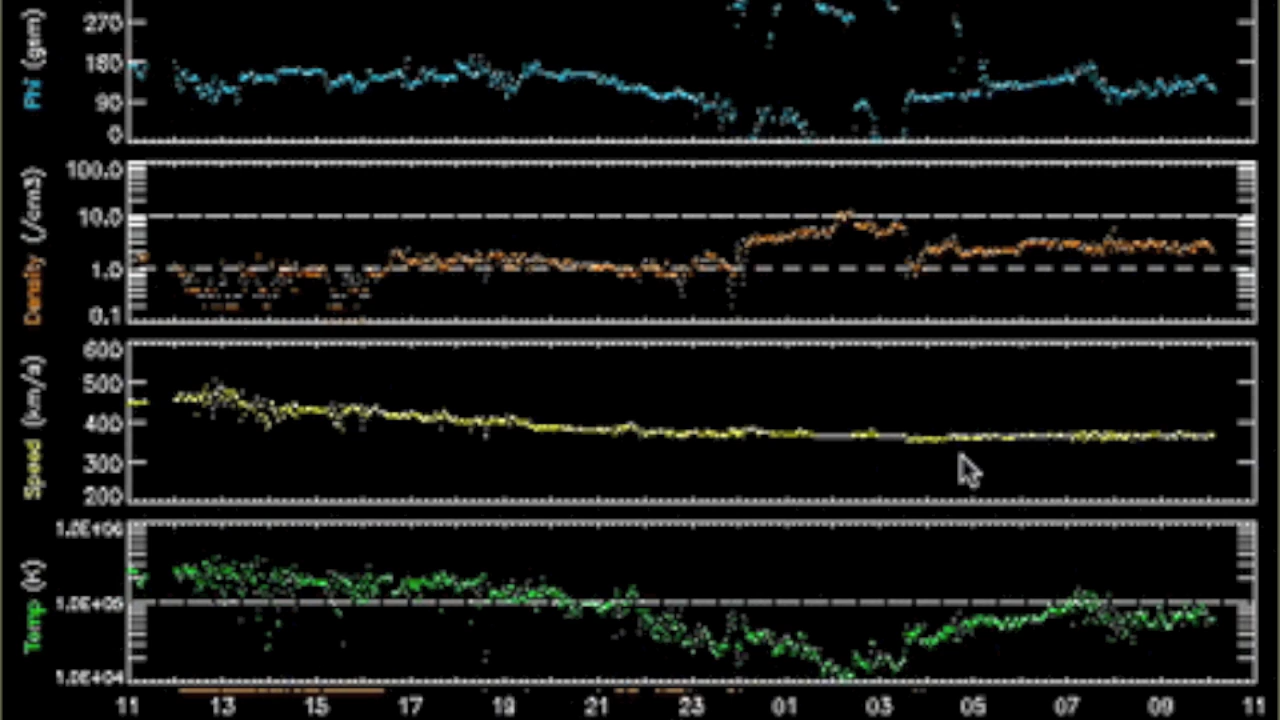 Phi (gsm)
270
180
90
0
Density (/cm3)
100.0
10.0
1.0
0.1
Speed (km/s)
600
500
400
300
200
Temp (K)
1.0E+06
1.0E+05
1.0E+04
11 13 15 17 19 21 23 01 03 05 07 09 11